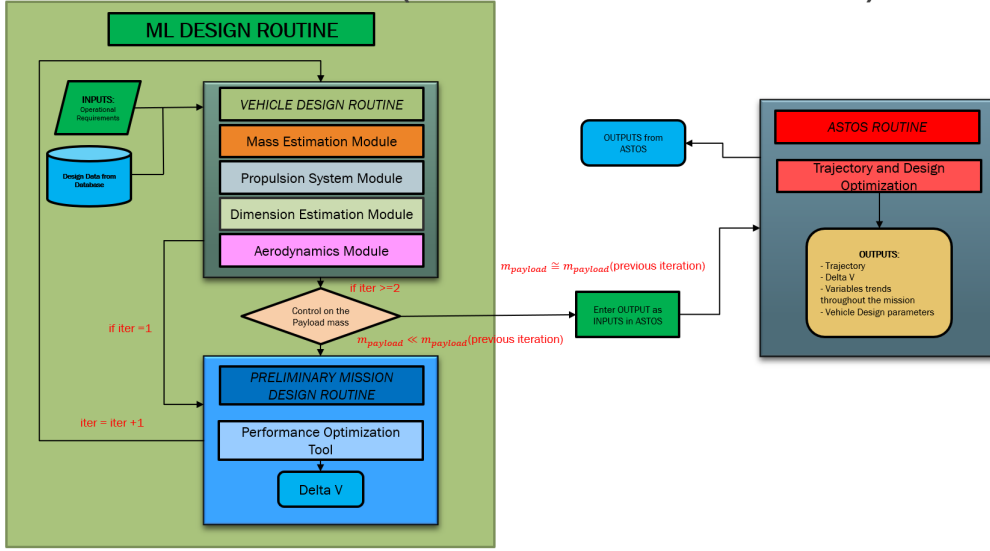 ML DESIGN ROUTINE
INPUTS:
Operational
Requirements
Design Data from
Database
VEHICLE DESIGN ROUTINE
Mass Estimation Module
Propulsion System Module
Dimension Estimation Module
Aerodynamics Module
if iter >=2
Control on the
Payload mass
if iter =1
m_payload ≅ m_payload(previous iteration)
m_payload ≪ m_payload(previous iteration)
PRELIMINARY MISSION
DESIGN ROUTINE
iter = iter +1
Performance Optimization
Tool
Delta V
Enter OUTPUT as
INPUTS in ASTOS
OUTPUTS from
ASTOS
ASTOS ROUTINE
Trajectory and Design
Optimization
OUTPUTS:
- Trajectory
- Delta V
- Variables trends
throughout the mission
- Vehicle Design parameters